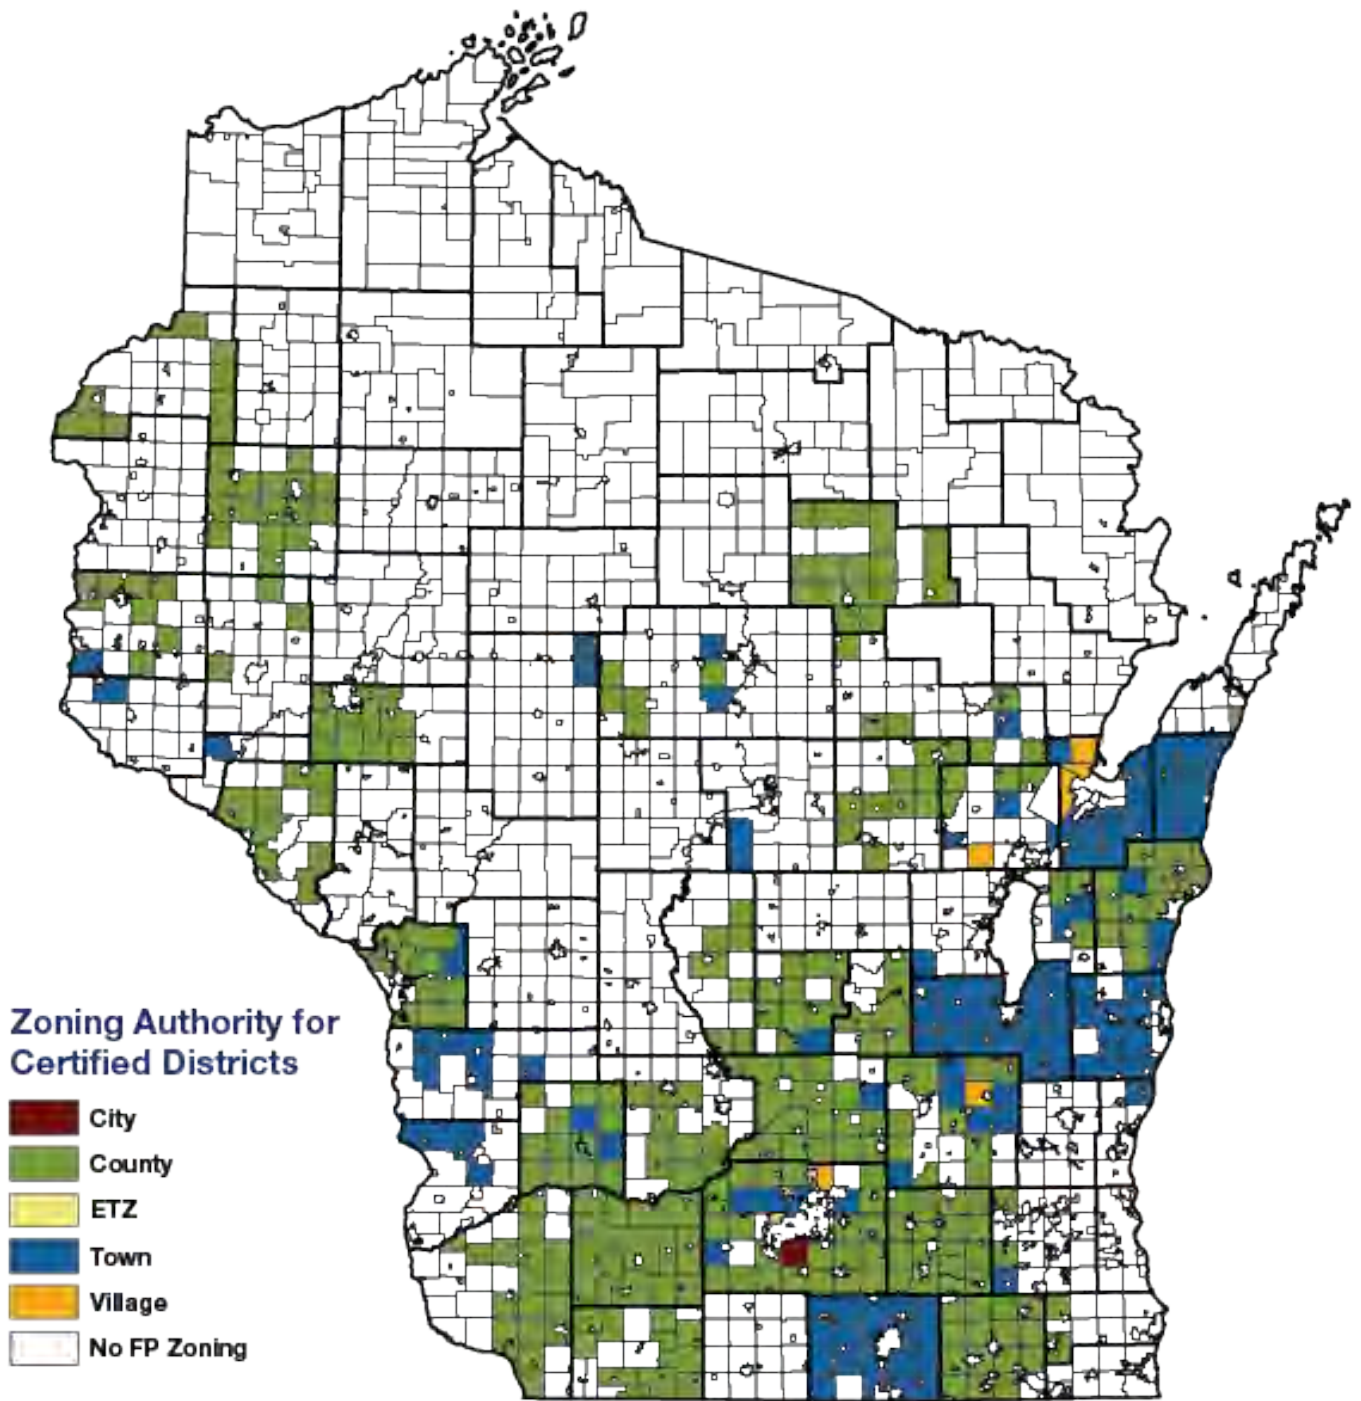 Zoning Authority for
Certified Districts
City
County
ETZ
Town
Village
No FP Zoning